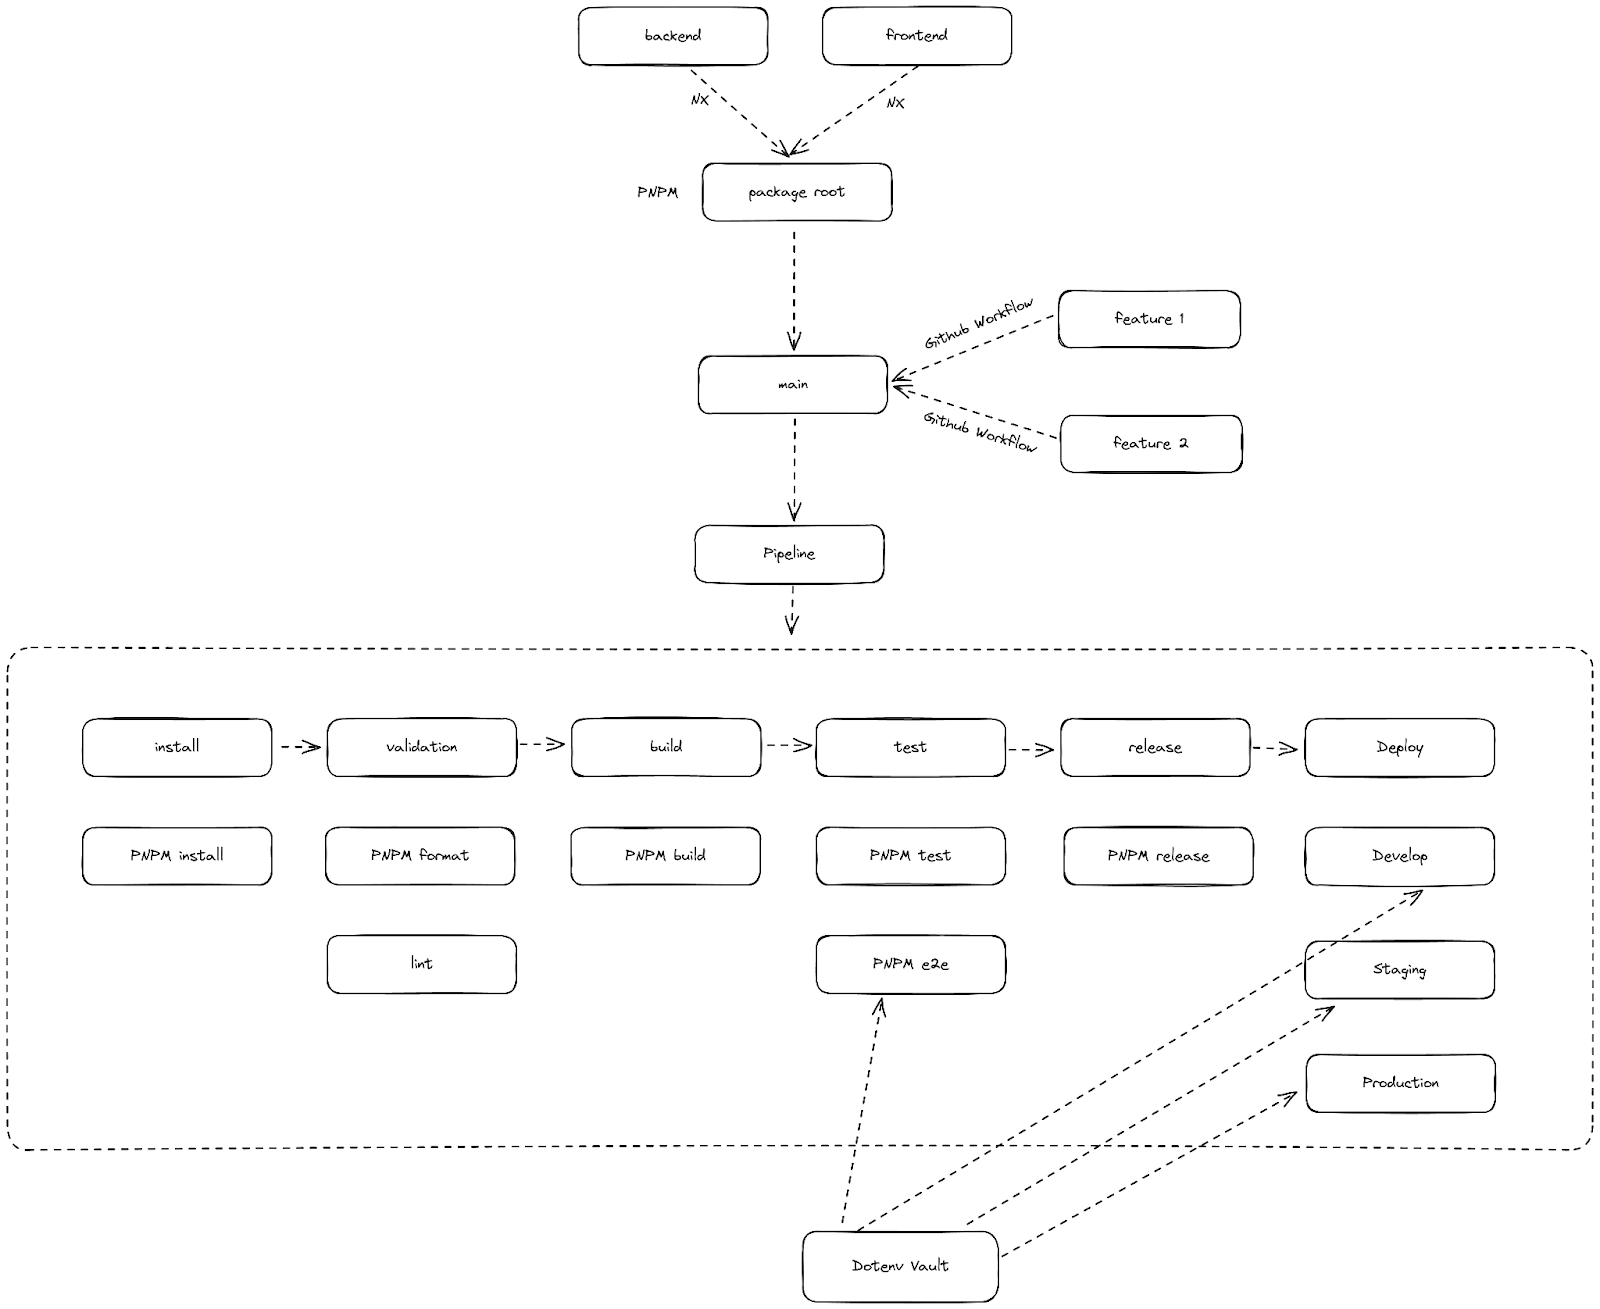 backend
frontend
NX
NX
PNPM
package root
Github Workflow
feature 1
main
Github Workflow
feature 2
Pipeline
install
validation
build
test
release
Deploy
PNPM install
PNPM format
PNPM build
PNPM test
PNPM release
Develop
lint
PNPM e2e
Staging
Production
Dotenv Vault